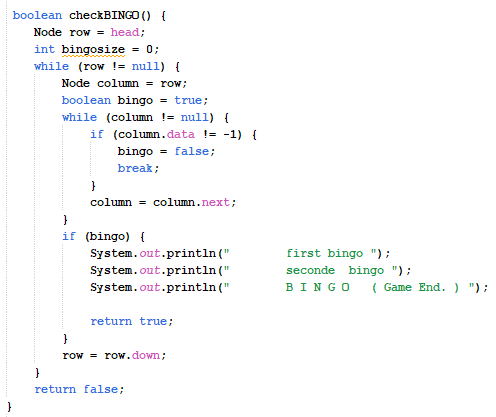 boolean checkBINGO() {
    Node row = head;
    int bingosize = 0;
    while (row != null) {
        Node column = row;
        boolean bingo = true;
        while (column != null) {
            if (column.data != -1) {
                bingo = false;
                break;
            }
            column = column.next;
        }
        if (bingo) {
            System.out.println("        first bingo ");
            System.out.println("        seconde  bingo ");
            System.out.println("        B I N G O   ( Game End. ) ");

            return true;
        }
        row = row.down;
    }
    return false;
}